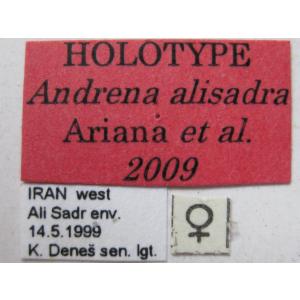 HOLOTYPE
Andrena alisadra
Ariana et al.
2009
IRAN west
Ali Sadr env.
14.5.1999
K. Deneš sen. lgt.
♀